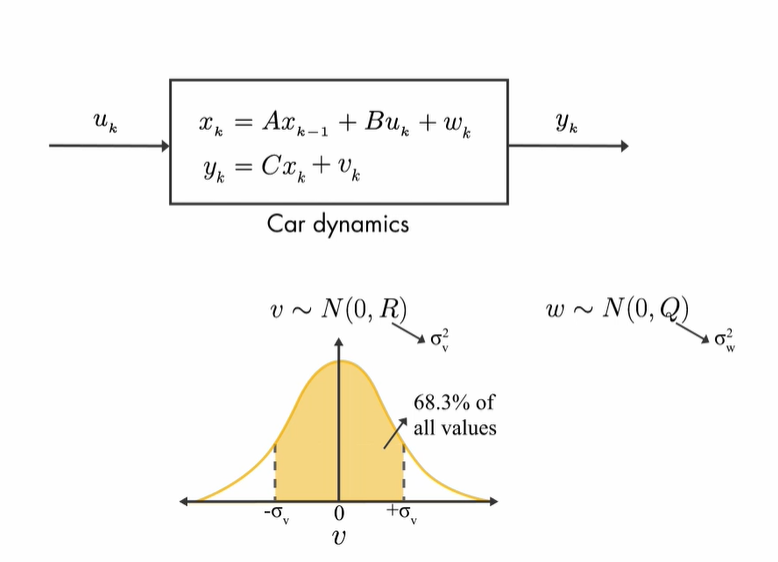 u_k
x_k = Ax_{k-1} + Bu_k + w_k
y_k = Cx_k + v_k
y_k
Car dynamics
v ∼ N(0, R)
σ_v^2
w ∼ N(0, Q)
σ_w^2
68.3% of
all values
-σ_v
0
+σ_v
v